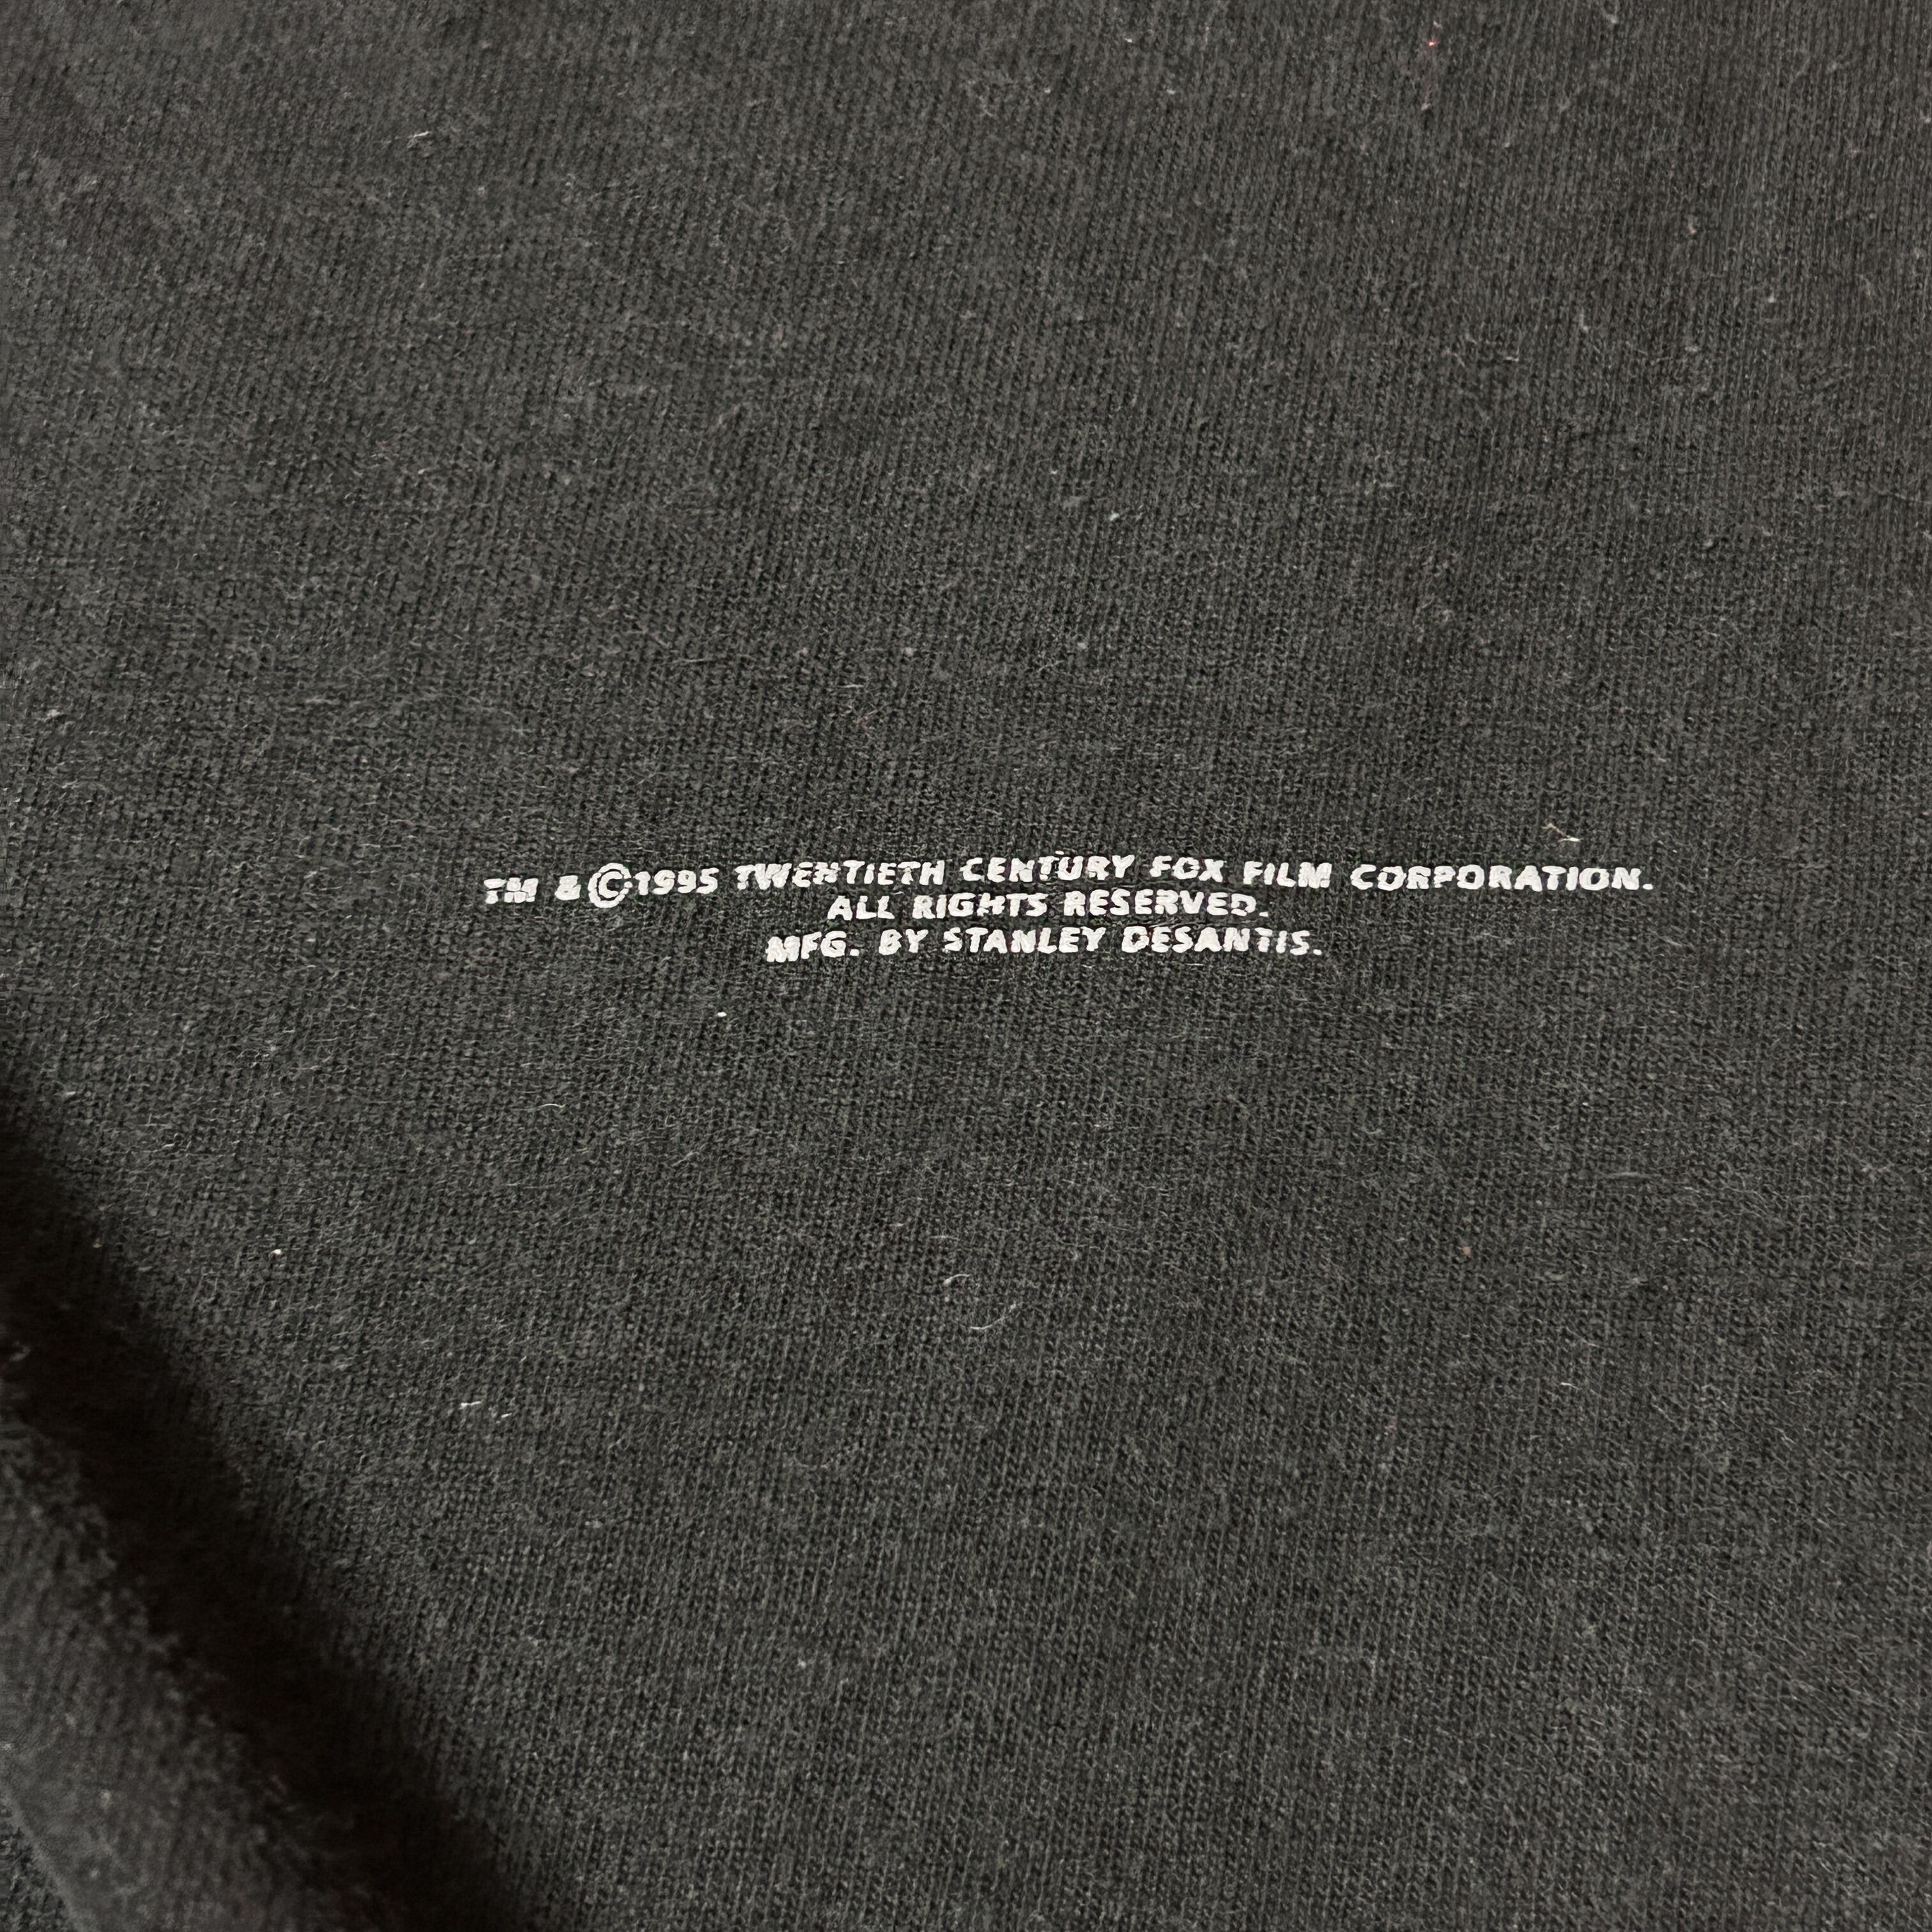 TM & ©1995 TWENTIETH CENTURY FOX FILM CORPORATION.
ALL RIGHTS RESERVED.
MFG. BY STANLEY DESANTIS.